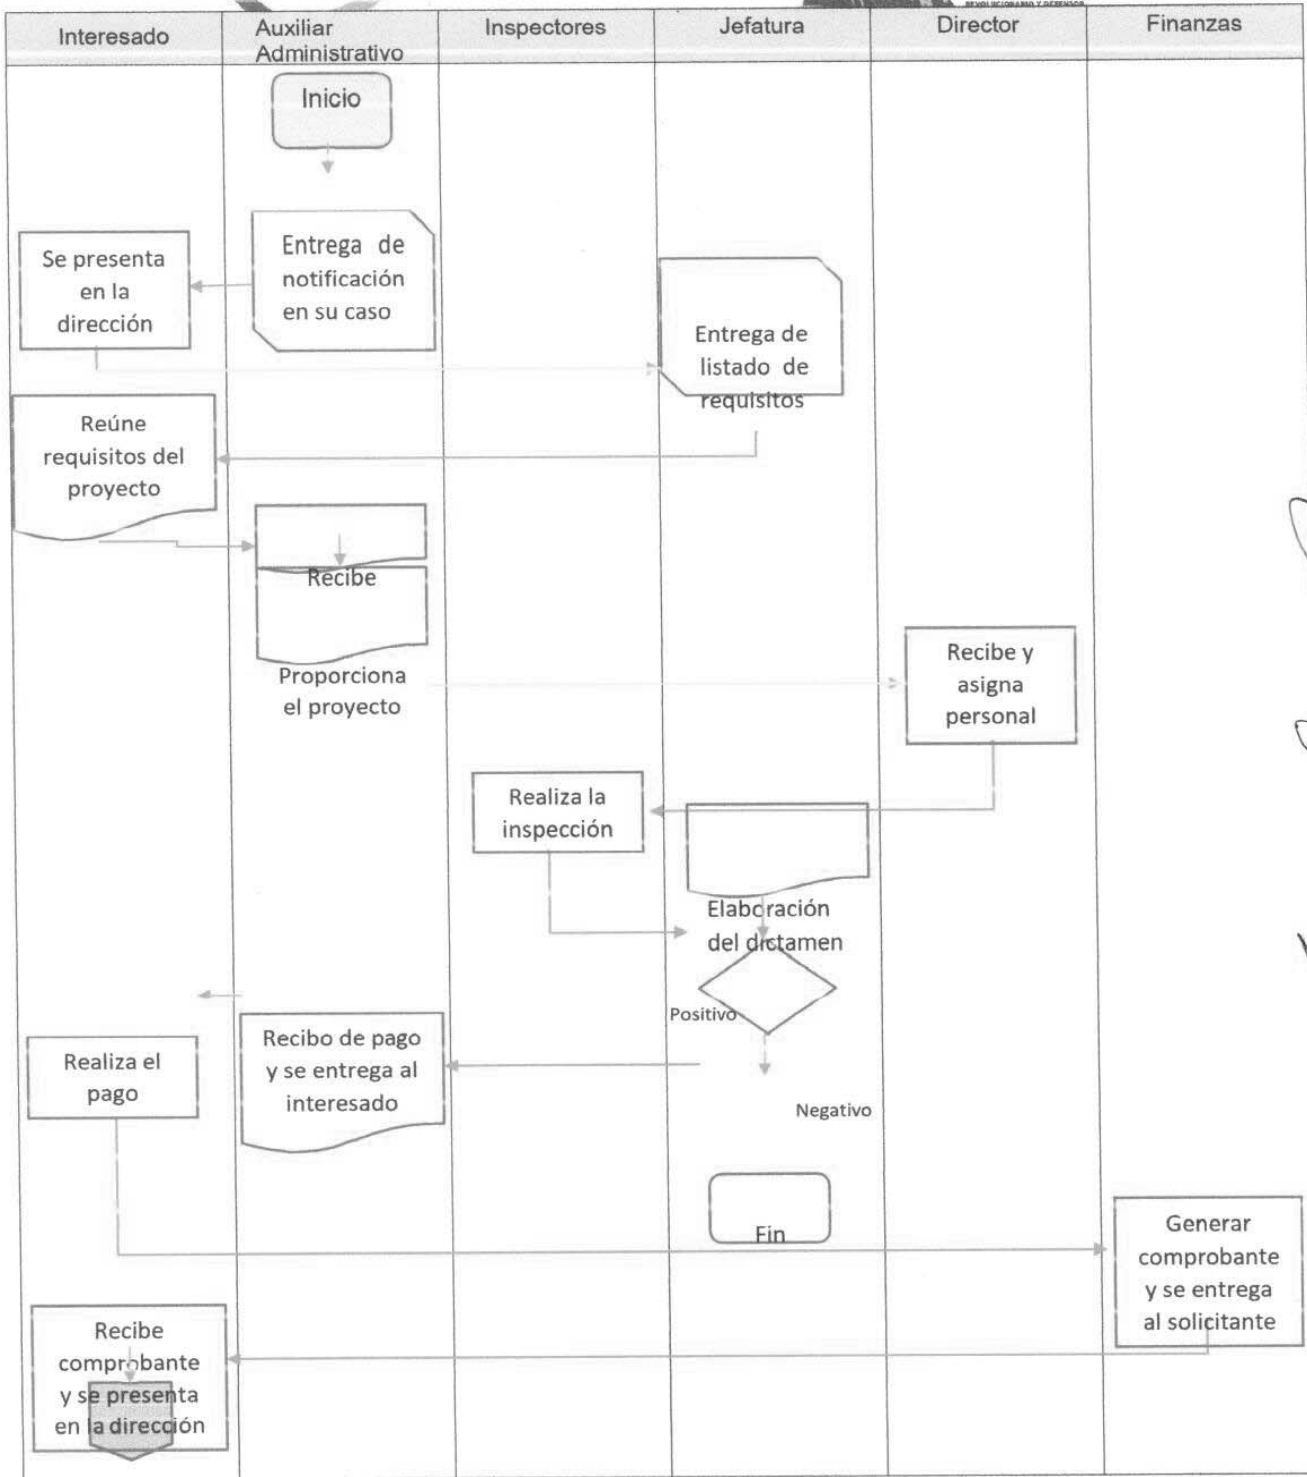 REVOLUCIONARIO Y DEFENSOR
Interesado
Auxiliar
Administrativo
Inspectores
Jefatura
Director
Finanzas
Inicio
Entrega de
notificación
en su caso
Se presenta
en la
dirección
Entrega de
listado de
requisitos
Reúne
requisitos del
proyecto
Recibe
Proporciona
el proyecto
Recibe y
asigna
personal
Realiza la
inspección
Elaboración
del dictamen
Positivo
Negativo
Recibo de pago
y se entrega al
interesado
Realiza el
pago
Fin
Generar
comprobante
y se entrega
al solicitante
Recibe
comprobante
y se presenta
en la dirección